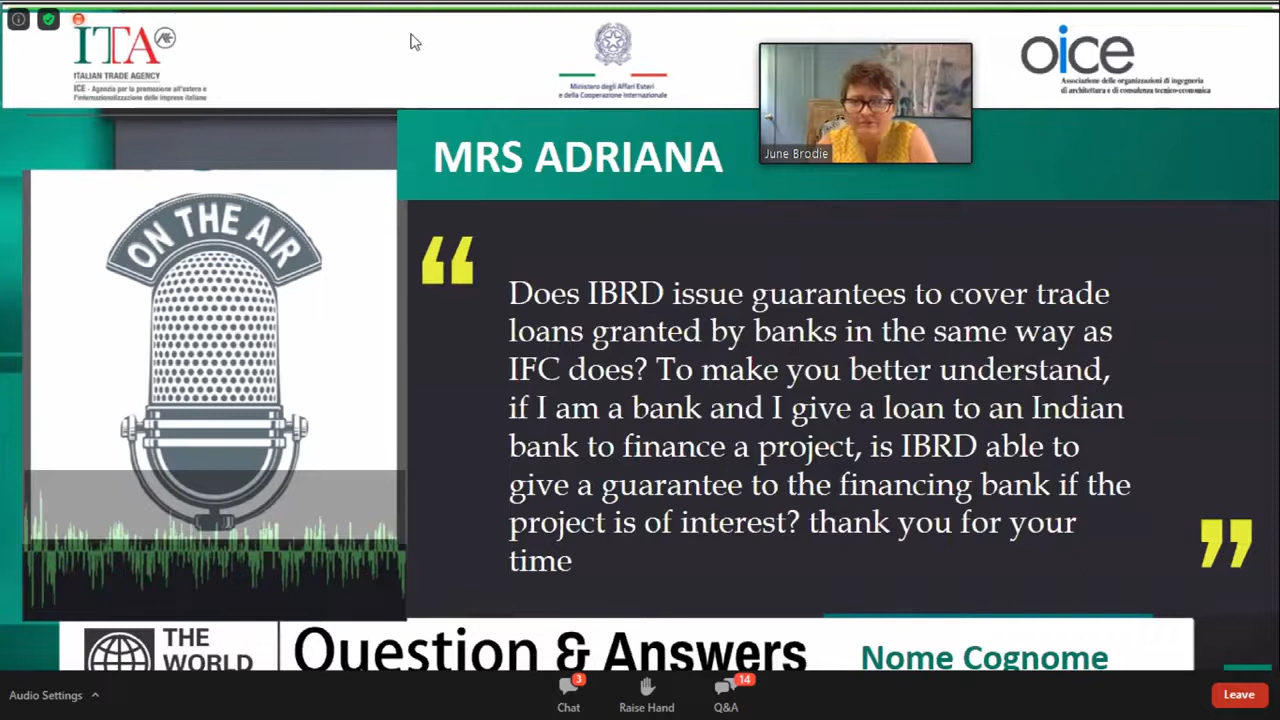 ITA
ITALIAN TRADE AGENCY
ICE - Agenzia per la promozione all'estero e
l'internazionalizzazione delle imprese italiane
Ministero degli Affari Esteri
e della Cooperazione Internazionale
oice
Associazione delle organizzazioni di ingegneria
di architettura e di consulenza tecnico-economica
June Brodie
MRS ADRIANA
ON THE AIR
“
Does IBRD issue guarantees to cover trade
loans granted by banks in the same way as
IFC does? To make you better understand,
if I am a bank and I give a loan to an Indian
bank to finance a project, is IBRD able to
give a guarantee to the financing bank if the
project is of interest? thank you for your
time
”
THE
WORLD
Question & Answers
Nome Cognome
Audio Settings
3
Chat
Raise Hand
14
Q&A
Leave